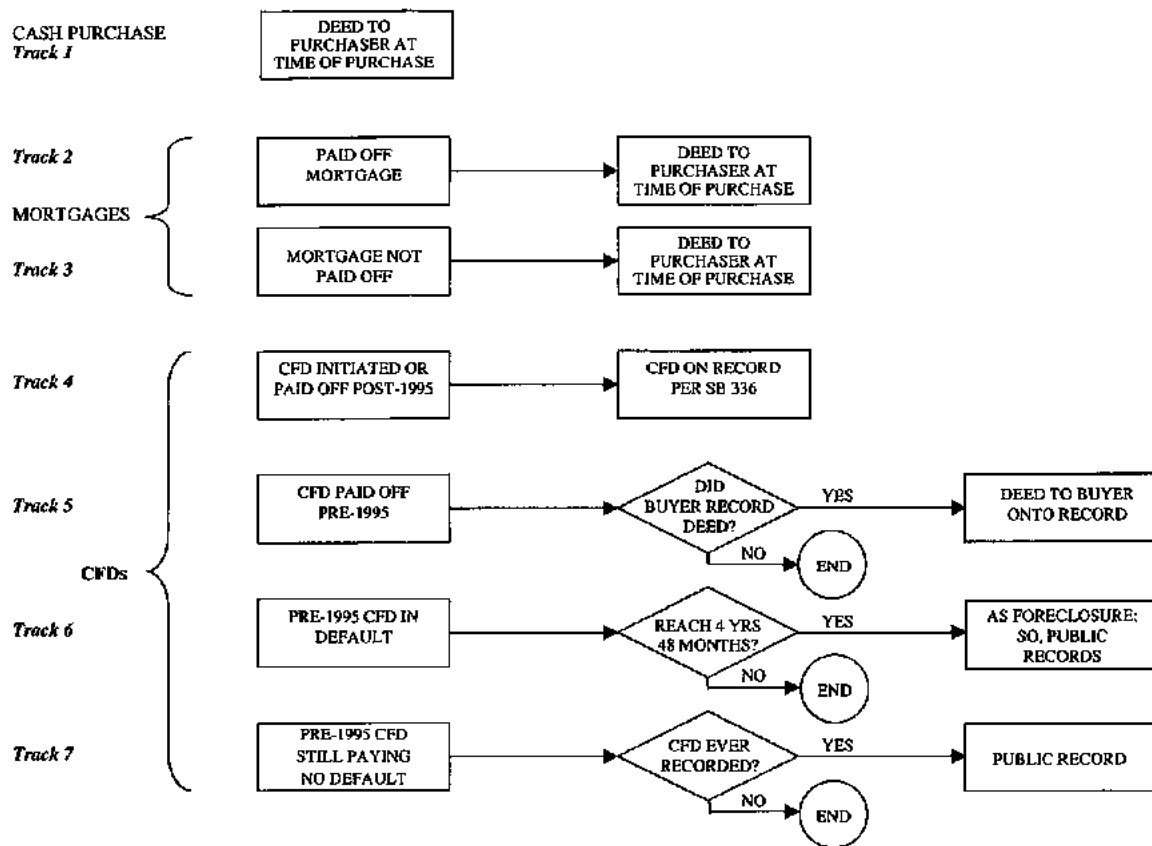 CASH PURCHASE
Track 1
DEED TO
PURCHASER AT
TIME OF PURCHASE
Track 2
PAID OFF
MORTGAGE
DEED TO
PURCHASER AT
TIME OF PURCHASE
MORTGAGES
Track 3
MORTGAGE NOT
PAID OFF
DEED TO
PURCHASER AT
TIME OF PURCHASE
Track 4
CFD INITIATED OR
PAID OFF POST-1995
CFD ON RECORD
PER SB 336
Track 5
CFD PAID OFF
PRE-1995
DID
BUYER RECORD
DEED?
YES
DEED TO BUYER
ONTO RECORD
NO
END
CFDs
Track 6
PRE-1995 CFD IN
DEFAULT
REACH 4 YRS
48 MONTHS?
YES
AS FORECLOSURE;
SO, PUBLIC
RECORDS
NO
END
Track 7
PRE-1995 CFD
STILL PAYING
NO DEFAULT
CFD EVER
RECORDED?
YES
PUBLIC RECORD
NO
END